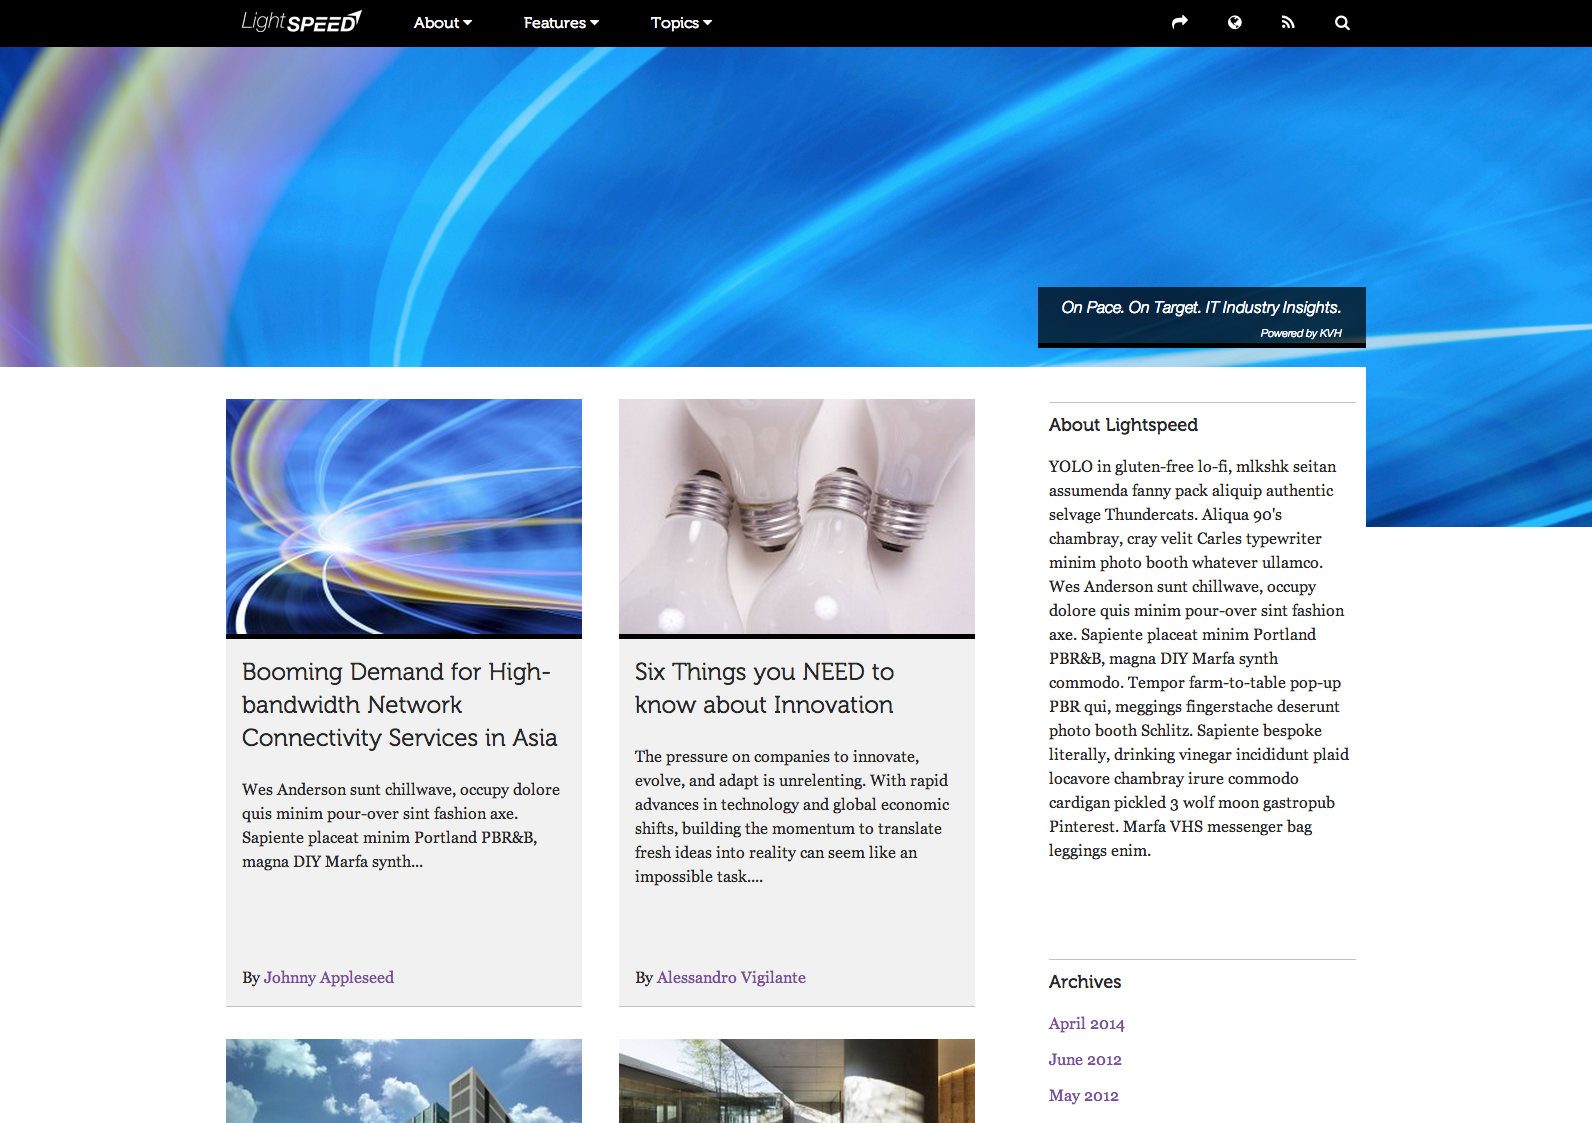 LightSPEED
About
Features
Topics
On Pace. On Target. IT Industry Insights.
Powered by KVH
Booming Demand for High-
bandwidth Network
Connectivity Services in Asia
Wes Anderson sunt chillwave, occupy dolore
quis minim pour-over sint fashion axe.
Sapiente placeat minim Portland PBR&B,
magna DIY Marfa synth...
By Johnny Appleseed
Six Things you NEED to
know about Innovation
The pressure on companies to innovate,
evolve, and adapt is unrelenting. With rapid
advances in technology and global economic
shifts, building the momentum to translate
fresh ideas into reality can seem like an
impossible task....
By Alessandro Vigilante
About Lightspeed
YOLO in gluten-free lo-fi, mlkshk seitan
assumenda fanny pack aliquip authentic
selvage Thundercats. Aliqua 90's
chambray, cray velit Carles typewriter
minim photo booth whatever ullamco.
Wes Anderson sunt chillwave, occupy
dolore quis minim pour-over sint fashion
axe. Sapiente placeat minim Portland
PBR&B, magna DIY Marfa synth
commodo. Tempor farm-to-table pop-up
PBR qui, meggings fingerstache deserunt
photo booth Schlitz. Sapiente bespoke
literally, drinking vinegar incididunt plaid
locavore chambray irure commodo
cardigan pickled 3 wolf moon gastropub
Pinterest. Marfa VHS messenger bag
leggings enim.
Archives
April 2014
June 2012
May 2012